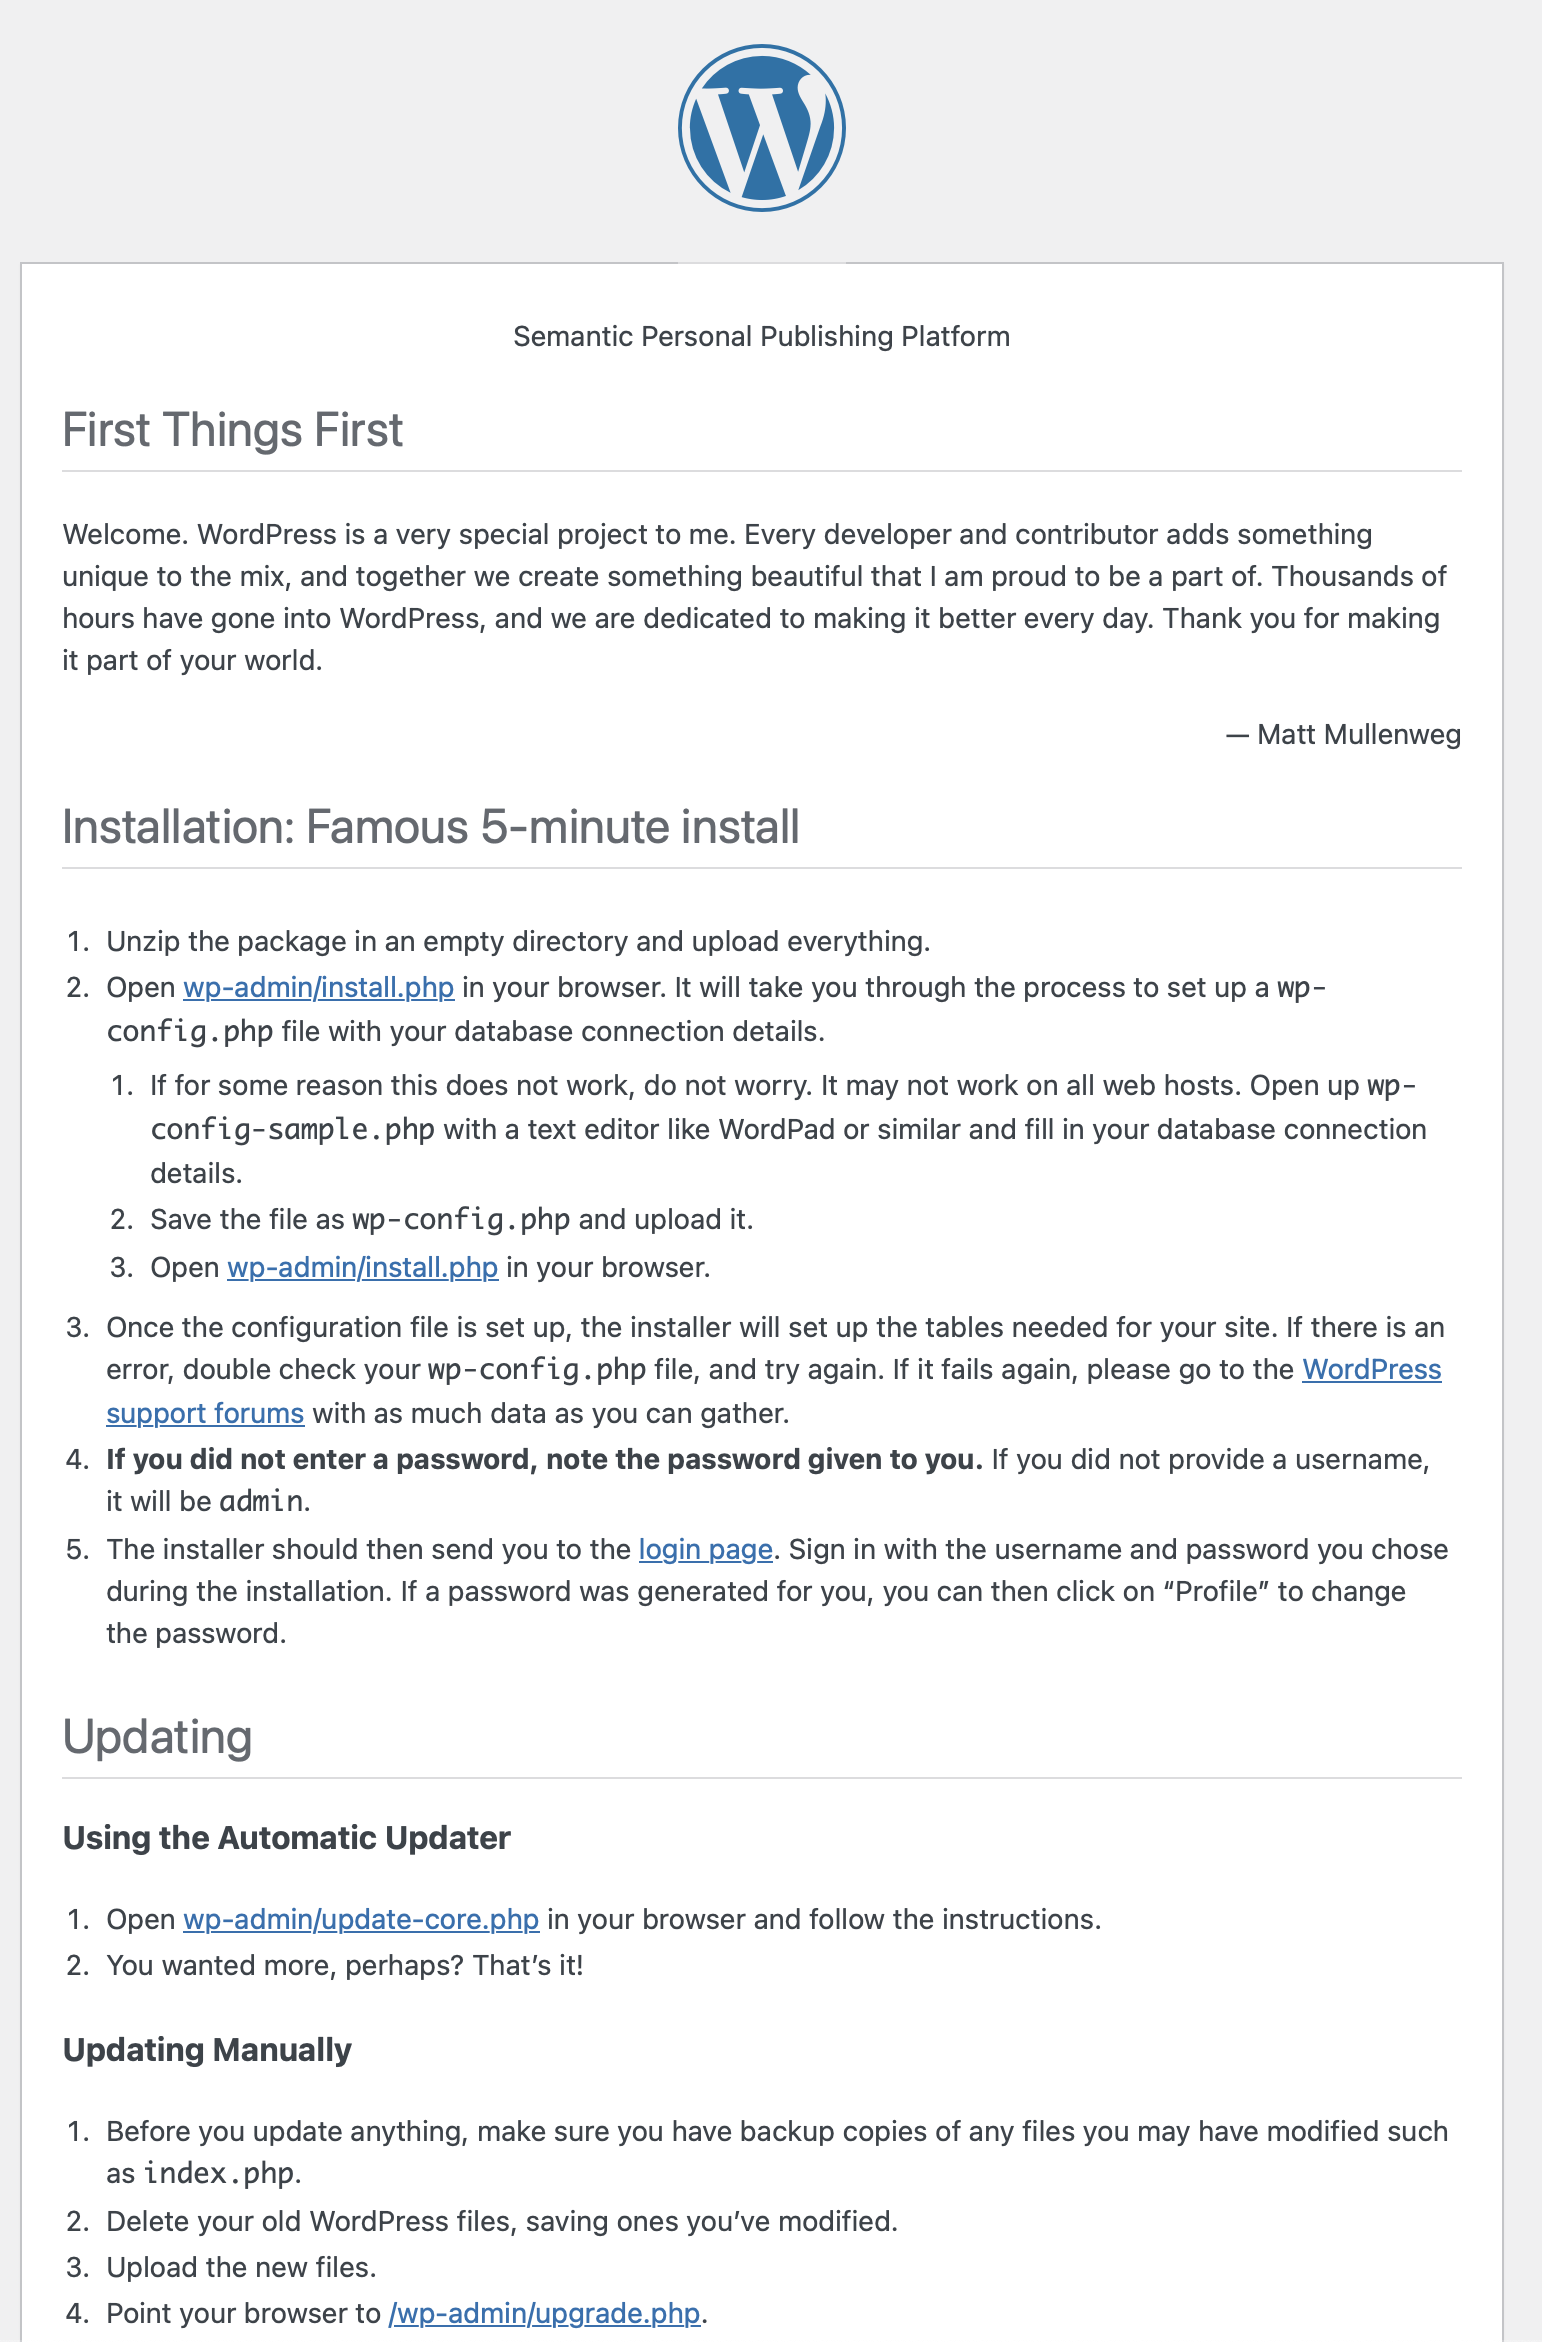 Semantic Personal Publishing Platform
First Things First
Welcome. WordPress is a very special project to me. Every developer and contributor adds something
unique to the mix, and together we create something beautiful that I am proud to be a part of. Thousands of
hours have gone into WordPress, and we are dedicated to making it better every day. Thank you for making
it part of your world.
— Matt Mullenweg
Installation: Famous 5-minute install
1. Unzip the package in an empty directory and upload everything.
2. Open wp-admin/install.php in your browser. It will take you through the process to set up a wp-
config.php file with your database connection details.
1. If for some reason this does not work, do not worry. It may not work on all web hosts. Open up wp-
config-sample.php with a text editor like WordPad or similar and fill in your database connection
details.
2. Save the file as wp-config.php and upload it.
3. Open wp-admin/install.php in your browser.
3. Once the configuration file is set up, the installer will set up the tables needed for your site. If there is an
error, double check your wp-config.php file, and try again. If it fails again, please go to the WordPress
support forums with as much data as you can gather.
4. If you did not enter a password, note the password given to you. If you did not provide a username,
it will be admin.
5. The installer should then send you to the login page. Sign in with the username and password you chose
during the installation. If a password was generated for you, you can then click on “Profile” to change
the password.
Updating
Using the Automatic Updater
1. Open wp-admin/update-core.php in your browser and follow the instructions.
2. You wanted more, perhaps? That’s it!
Updating Manually
1. Before you update anything, make sure you have backup copies of any files you may have modified such
as index.php.
2. Delete your old WordPress files, saving ones you’ve modified.
3. Upload the new files.
4. Point your browser to /wp-admin/upgrade.php.